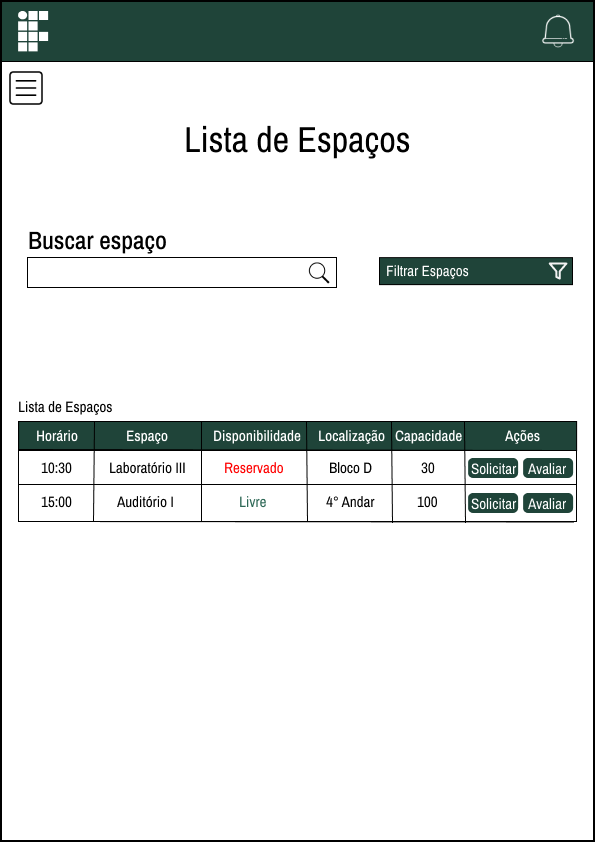 Lista de Espaços
Buscar espaço
Filtrar Espaços
Lista de Espaços
Horário Espaço Disponibilidade Localização Capacidade Ações
10:30 Laboratório III Reservado Bloco D 30 Solicitar Avaliar
15:00 Auditório I Livre 4° Andar 100 Solicitar Avaliar